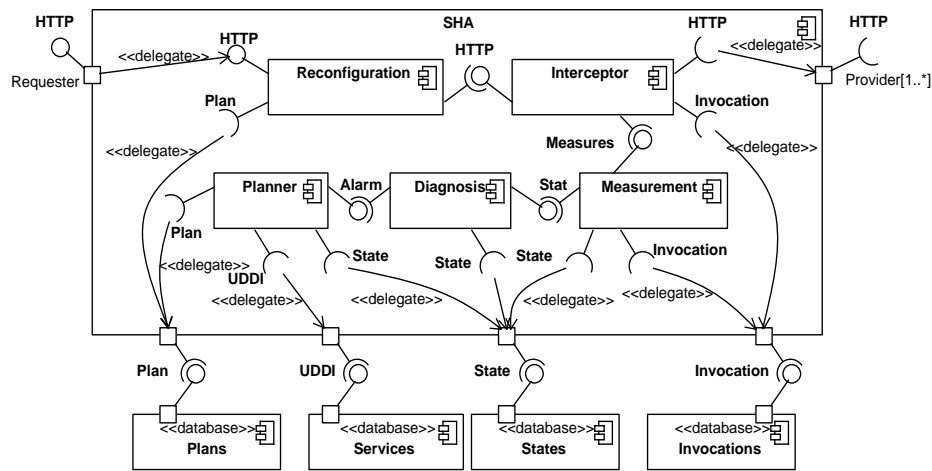 SHA
HTTP
HTTP
HTTP
<<delegate>>
HTTP
HTTP
<<delegate>>
Requester
Reconfiguration
Interceptor
Provider[1..*]
Plan
Invocation
<<delegate>>
Measures
<<delegate>>
Planner
Alarm
Diagnosis
Stat
Measurement
Plan
State
State
State
Invocation
<<delegate>>
UDDI
<<delegate>>
<<delegate>>
<<delegate>>
<<delegate>>
Plan
UDDI
State
Invocation
<<database>>
Plans
<<database>>
Services
<<database>>
States
<<database>>
Invocations